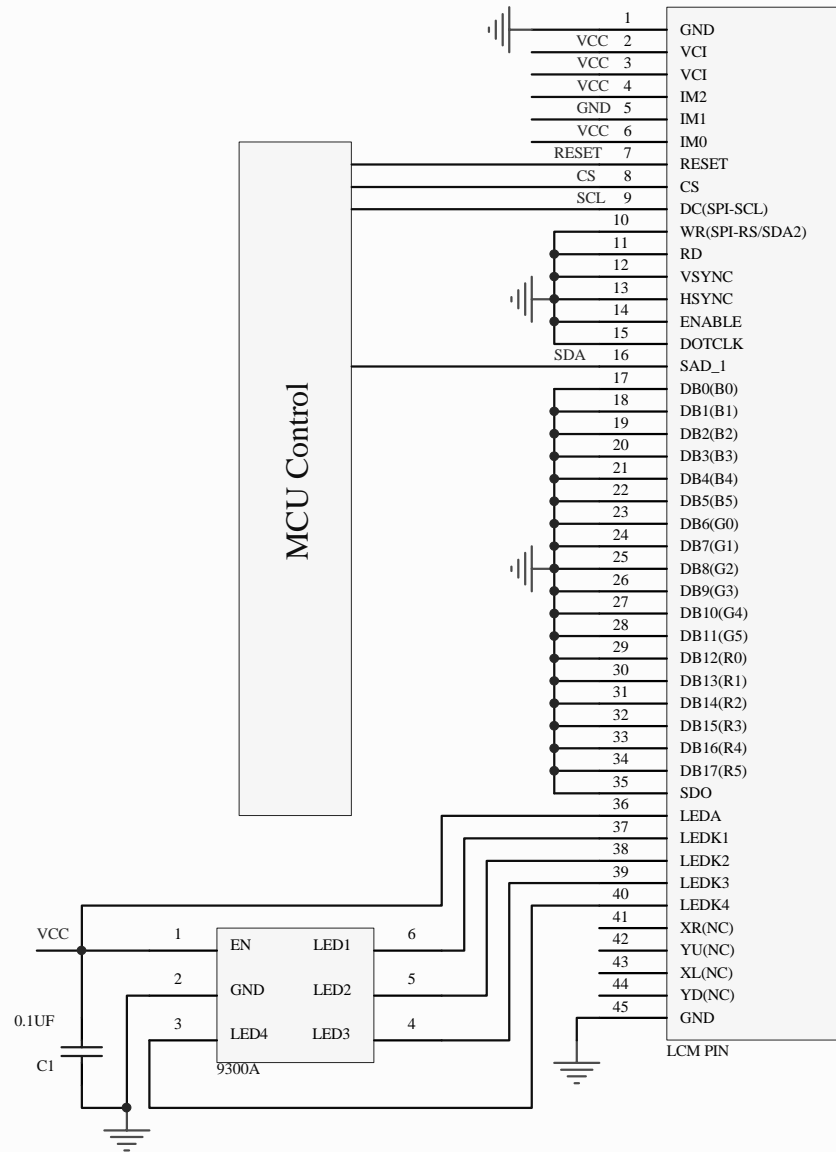 1 GND
VCC 2 VCI
VCC 3 VCI
VCC 4 IM2
GND 5 IM1
VCC 6 IM0
RESET 7 RESET
CS 8 CS
SCL 9 DC(SPI-SCL)
10 WR(SPI-RS/SDA2)
11 RD
12 VSYNC
13 HSYNC
14 ENABLE
15 DOTCLK
SDA 16 SAD_1
17 DB0(B0)
18 DB1(B1)
19 DB2(B2)
20 DB3(B3)
21 DB4(B4)
22 DB5(B5)
23 DB6(G0)
24 DB7(G1)
25 DB8(G2)
26 DB9(G3)
27 DB10(G4)
28 DB11(G5)
29 DB12(R0)
30 DB13(R1)
31 DB14(R2)
32 DB15(R3)
33 DB16(R4)
34 DB17(R5)
35 SDO
36 LEDA
37 LEDK1
38 LEDK2
39 LEDK3
40 LEDK4
41 XR(NC)
42 YU(NC)
43 XL(NC)
44 YD(NC)
45 GND
LCM PIN
MCU Control
VCC 1 EN LED1 6
2 GND LED2 5
0.1UF 3 LED4 LED3 4
C1
9300A